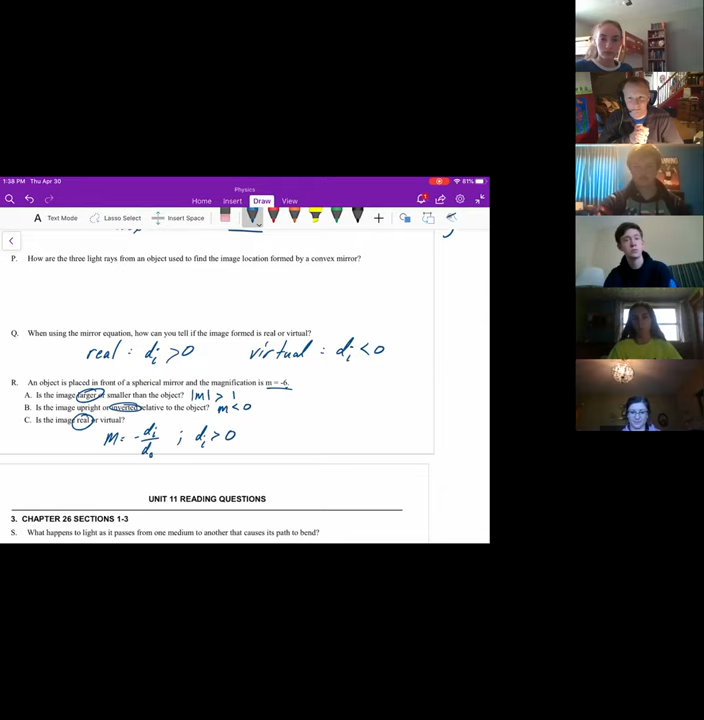 1:38 PM Thu Apr 30
81%
Physics
Home Insert Draw View
Text Mode Lasso Select Insert Space
P. How are the three light rays from an object used to find the image location formed by a convex mirror?
Q. When using the mirror equation, how can you tell if the image formed is real or virtual?
real : di > 0 virtual : di < 0
R. An object is placed in front of a spherical mirror and the magnification is m = -6.
A. Is the image larger or smaller than the object? |m| > 1
B. Is the image upright or inverted relative to the object? m < 0
C. Is the image real or virtual?
m = - di/do ; di > 0
UNIT 11 READING QUESTIONS
3. CHAPTER 26 SECTIONS 1-3
S. What happens to light as it passes from one medium to another that causes its path to bend?